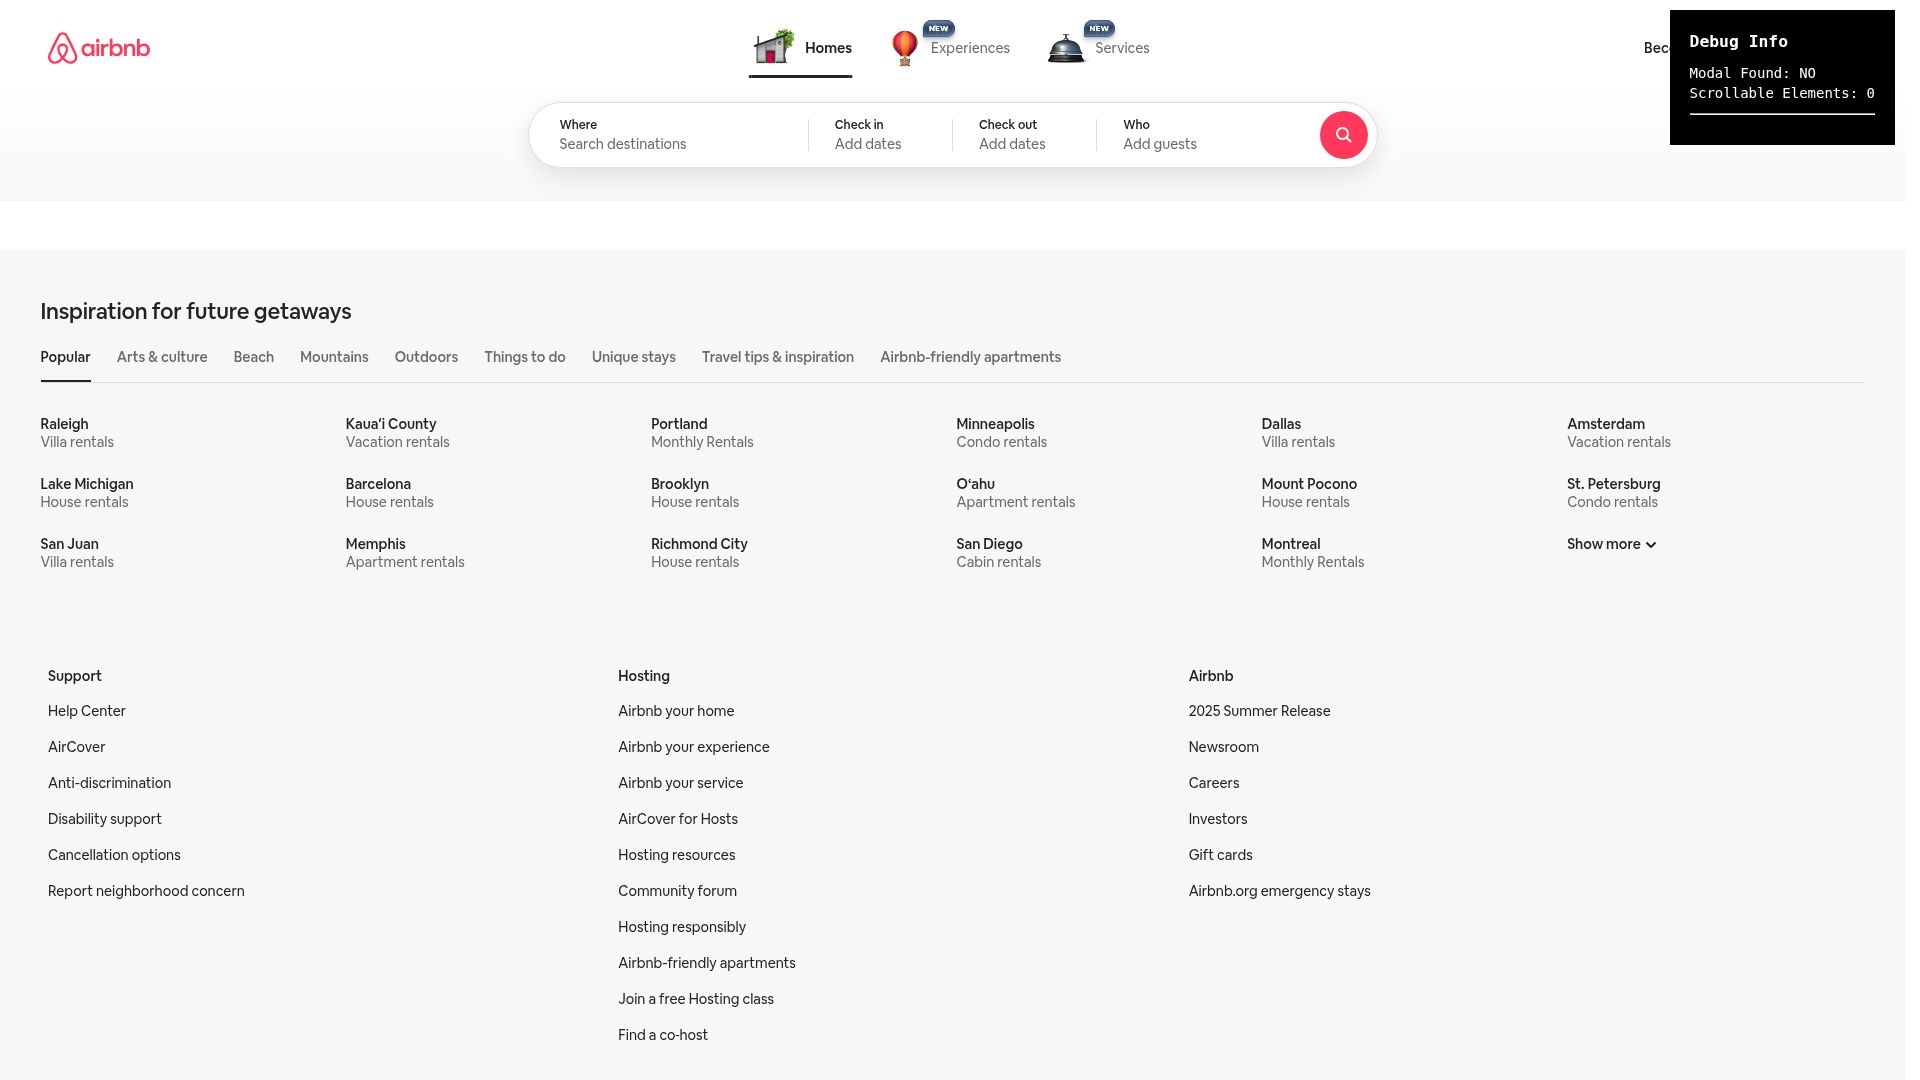 airbnb
Homes
NEW
Experiences
NEW
Services
Debug Info
Modal Found: NO
Scrollable Elements: 0
Where
Search destinations
Check in
Add dates
Check out
Add dates
Who
Add guests
Inspiration for future getaways
Popular
Arts & culture
Beach
Mountains
Outdoors
Things to do
Unique stays
Travel tips & inspiration
Airbnb-friendly apartments
Raleigh
Villa rentals
Kauaʻi County
Vacation rentals
Portland
Monthly Rentals
Minneapolis
Condo rentals
Dallas
Villa rentals
Amsterdam
Vacation rentals
Lake Michigan
House rentals
Barcelona
House rentals
Brooklyn
House rentals
Oʻahu
Apartment rentals
Mount Pocono
House rentals
St. Petersburg
Condo rentals
San Juan
Villa rentals
Memphis
Apartment rentals
Richmond City
House rentals
San Diego
Cabin rentals
Montreal
Monthly Rentals
Show more
Support
Help Center
AirCover
Anti-discrimination
Disability support
Cancellation options
Report neighborhood concern
Hosting
Airbnb your home
Airbnb your experience
Airbnb your service
AirCover for Hosts
Hosting resources
Community forum
Hosting responsibly
Airbnb-friendly apartments
Join a free Hosting class
Find a co‑host
Airbnb
2025 Summer Release
Newsroom
Careers
Investors
Gift cards
Airbnb.org emergency stays